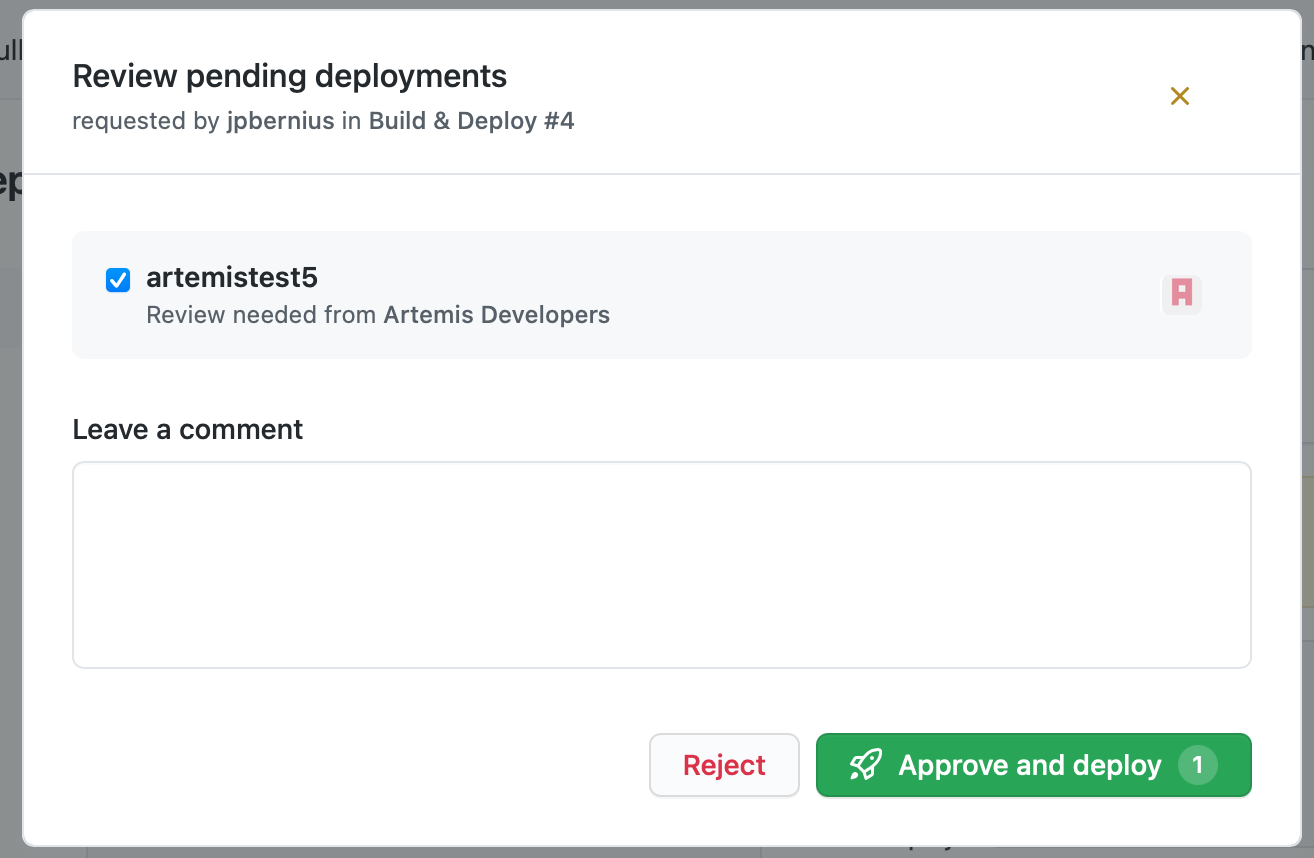 Review pending deployments
requested by jpbernius in Build & Deploy #4
artemistest5
Review needed from Artemis Developers
Leave a comment
Reject
Approve and deploy 1